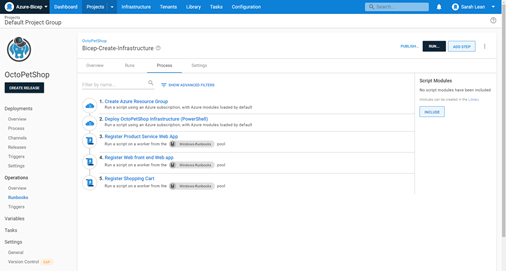 Azure-Bicep
Dashboard
Projects
Infrastructure
Tenants
Library
Tasks
Configuration
Search...
Sarah Lean
Projects
Default Project Group
OctoPetShop
CREATE RELEASE
Deployments
Overview
Process
Channels
Releases
Triggers
Settings
Operations
Overview
Runbooks
Triggers
Variables
Tasks
Settings
General
Version Control
OctoPetShop
Bicep-Create-Infrastructure
PUBLISH...
RUN...
ADD STEP
Overview
Runs
Process
Settings
Filter by name...
SHOW ADVANCED FILTERS
1. Create Azure Resource Group
Run a script using an Azure subscription, with Azure modules loaded by default
2. Deploy OctoPetShop Infrastructure (PowerShell)
Run a script using an Azure subscription, with Azure modules loaded by default
3. Register Product Service Web App
Run a script on a worker from the Windows-Runbooks pool
4. Register Web front end Web app
Run a script on a worker from the Windows-Runbooks pool
5. Register Shopping Cart
Run a script on a worker from the Windows-Runbooks pool
Script Modules
No script modules have been included
Modules can be created in the Library
INCLUDE